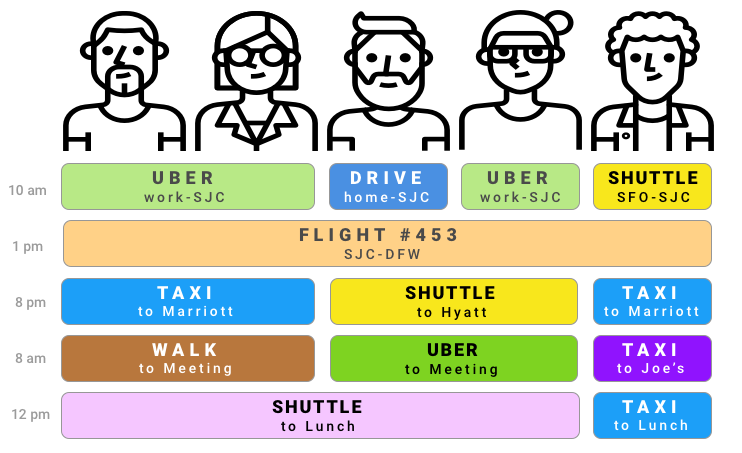 10 am
UBER
work-SJC
DRIVE
home-SJC
UBER
work-SJC
SHUTTLE
SFO-SJC
1 pm
FLIGHT #453
SJC-DFW
8 pm
TAXI
to Marriott
SHUTTLE
to Hyatt
TAXI
to Marriott
8 am
WALK
to Meeting
UBER
to Meeting
TAXI
to Joe's
12 pm
SHUTTLE
to Lunch
TAXI
to Lunch